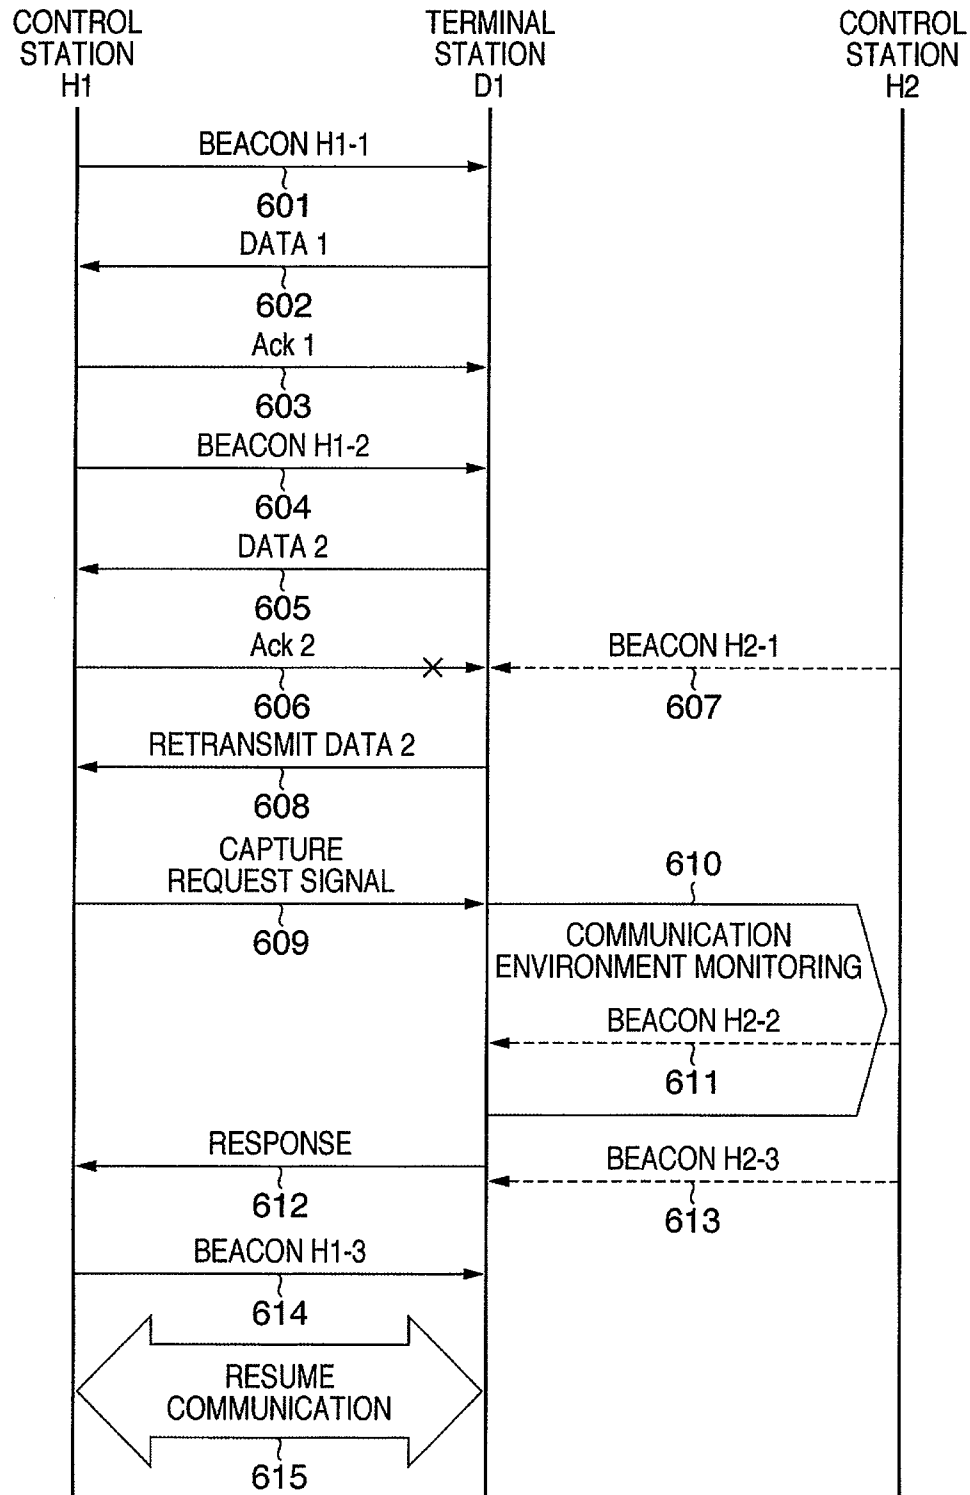 CONTROL
STATION
H1
TERMINAL
STATION
D1
CONTROL
STATION
H2
BEACON H1-1
601
DATA 1
602
Ack 1
603
BEACON H1-2
604
DATA 2
605
Ack 2
606
BEACON H2-1
607
RETRANSMIT DATA 2
608
CAPTURE
REQUEST SIGNAL
609
610
COMMUNICATION
ENVIRONMENT MONITORING
BEACON H2-2
611
RESPONSE
612
BEACON H2-3
613
BEACON H1-3
614
RESUME
COMMUNICATION
615